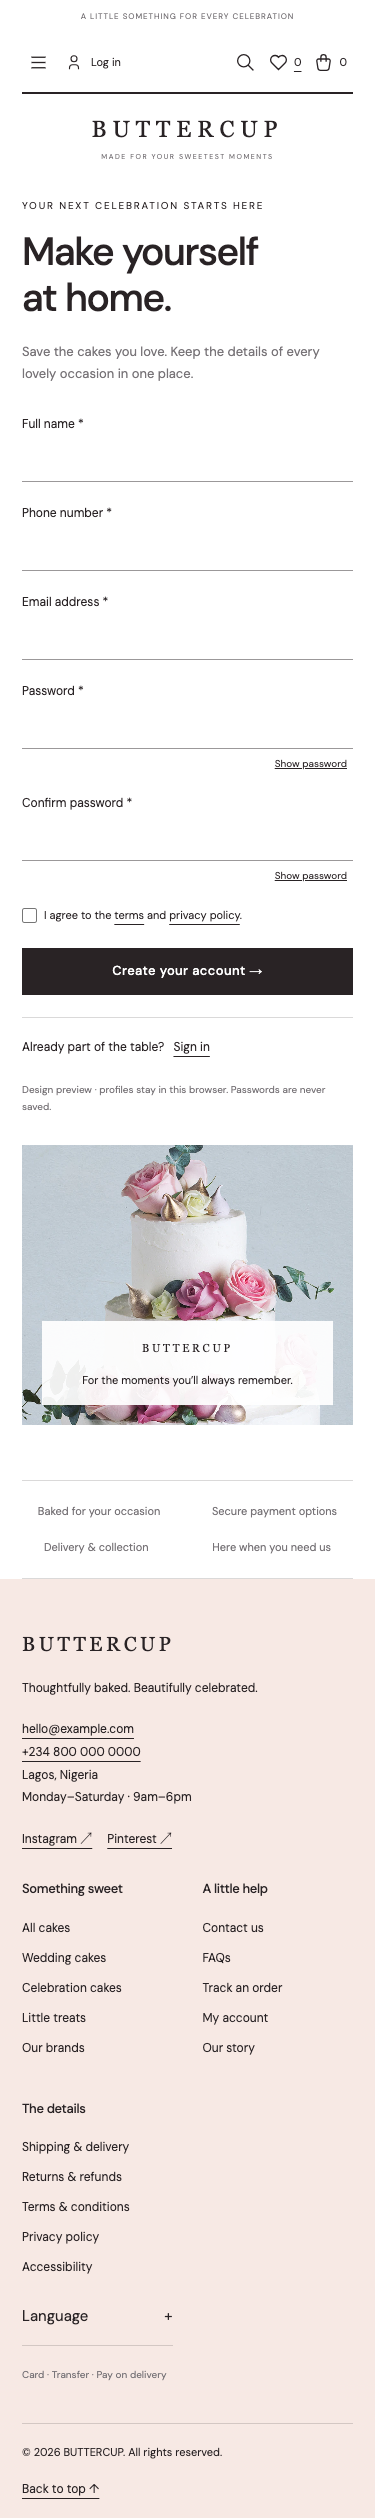 A LITTLE SOMETHING FOR EVERY CELEBRATION
Log in
0
0
BUTTERCUP
MADE FOR YOUR SWEETEST MOMENTS
YOUR NEXT CELEBRATION STARTS HERE
Make yourself
at home.
Save the cakes you love. Keep the details of every
lovely occasion in one place.
Full name *
Phone number *
Email address *
Password *
Show password
Confirm password *
Show password
I agree to the terms and privacy policy.
Create your account →
Already part of the table? Sign in
Design preview · profiles stay in this browser. Passwords are never
saved.
BUTTERCUP
For the moments you'll always remember.
Baked for your occasion
Secure payment options
Delivery & collection
Here when you need us
BUTTERCUP
Thoughtfully baked. Beautifully celebrated.
hello@example.com
+234 800 000 0000
Lagos, Nigeria
Monday–Saturday · 9am–6pm
Instagram ↗ Pinterest ↗
Something sweet
All cakes
Wedding cakes
Celebration cakes
Little treats
Our brands
A little help
Contact us
FAQs
Track an order
My account
Our story
The details
Shipping & delivery
Returns & refunds
Terms & conditions
Privacy policy
Accessibility
Language +
Card · Transfer · Pay on delivery
© 2026 BUTTERCUP. All rights reserved.
Back to top ↑